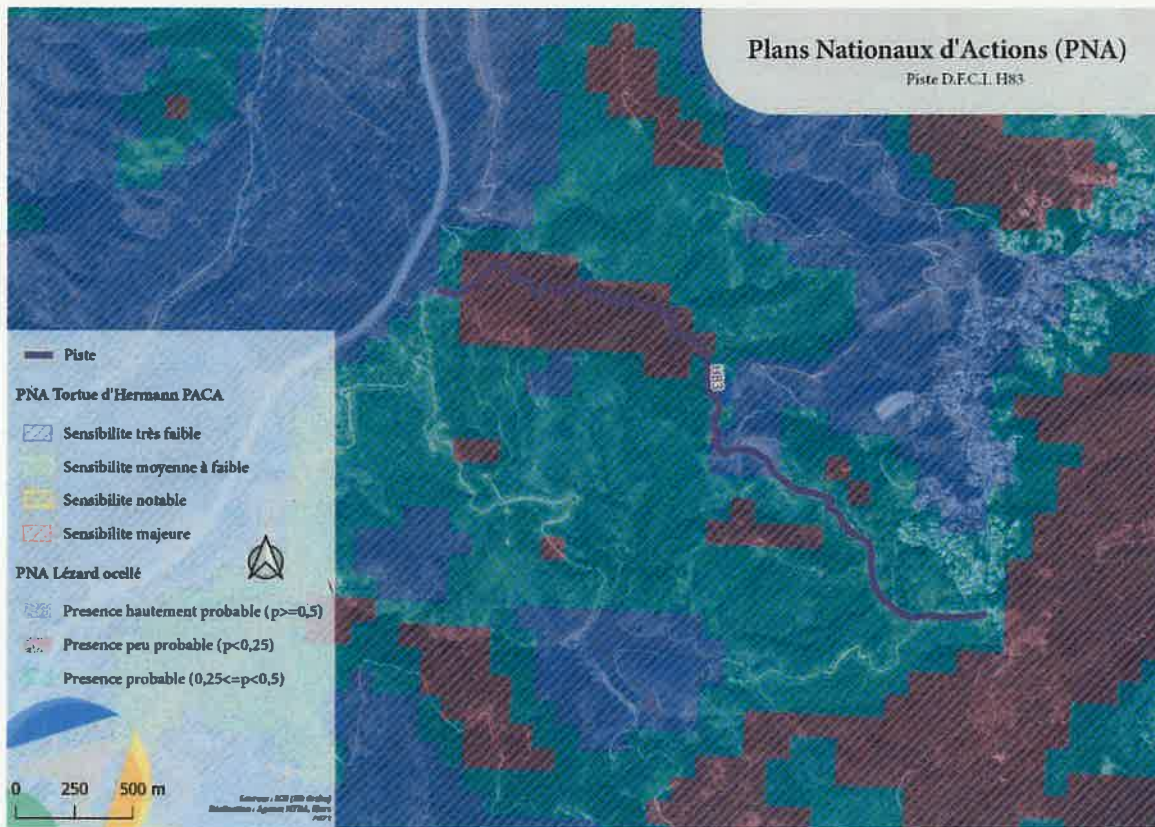 Plans Nationaux d'Actions (PNA)
Piste D.F.C.I. H83
H83
Piste
PNA Tortue d'Hermann PACA
Sensibilite très faible
Sensibilite moyenne à faible
Sensibilite notable
Sensibilite majeure
PNA Lézard ocellé
Presence hautement probable (p>=0,5)
Presence peu probable (p<0,25)
Presence probable (0,25<=p<0,5)
0 250 500 m